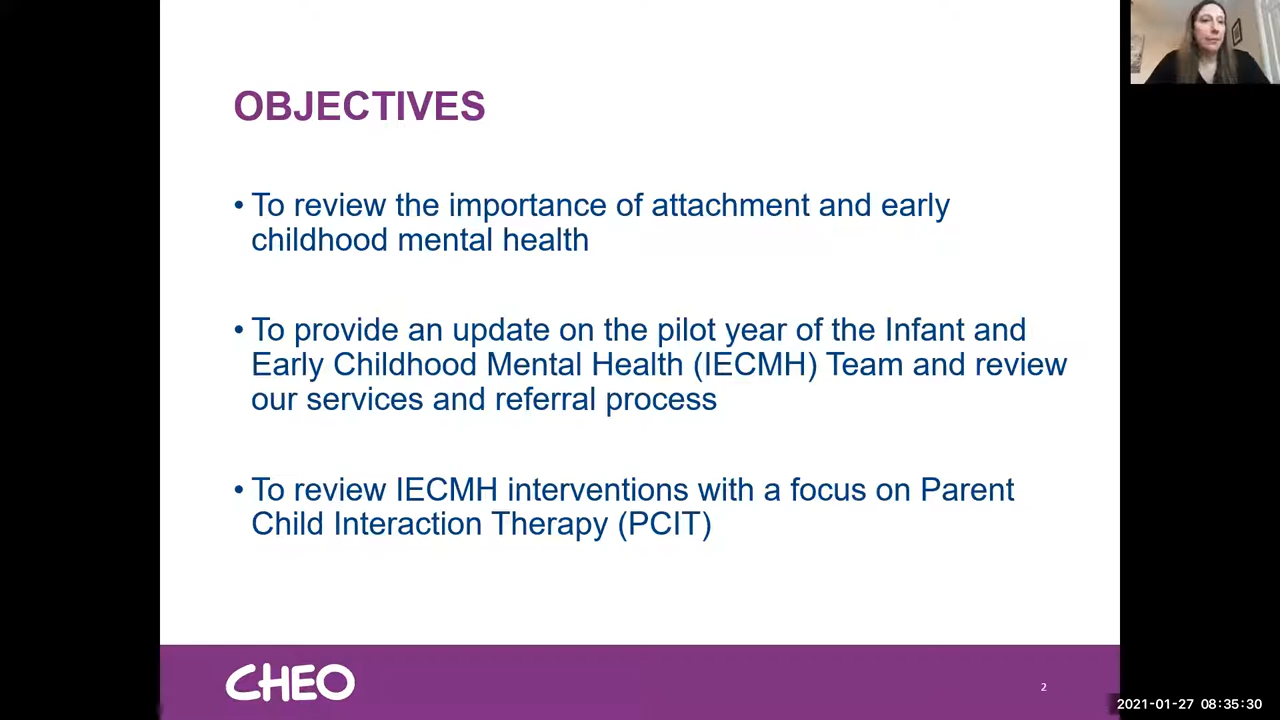 OBJECTIVES
• To review the importance of attachment and early
childhood mental health
• To provide an update on the pilot year of the Infant and
Early Childhood Mental Health (IECMH) Team and review
our services and referral process
• To review IECMH interventions with a focus on Parent
Child Interaction Therapy (PCIT)
CHEO
2
2021-01-27 08:35:30